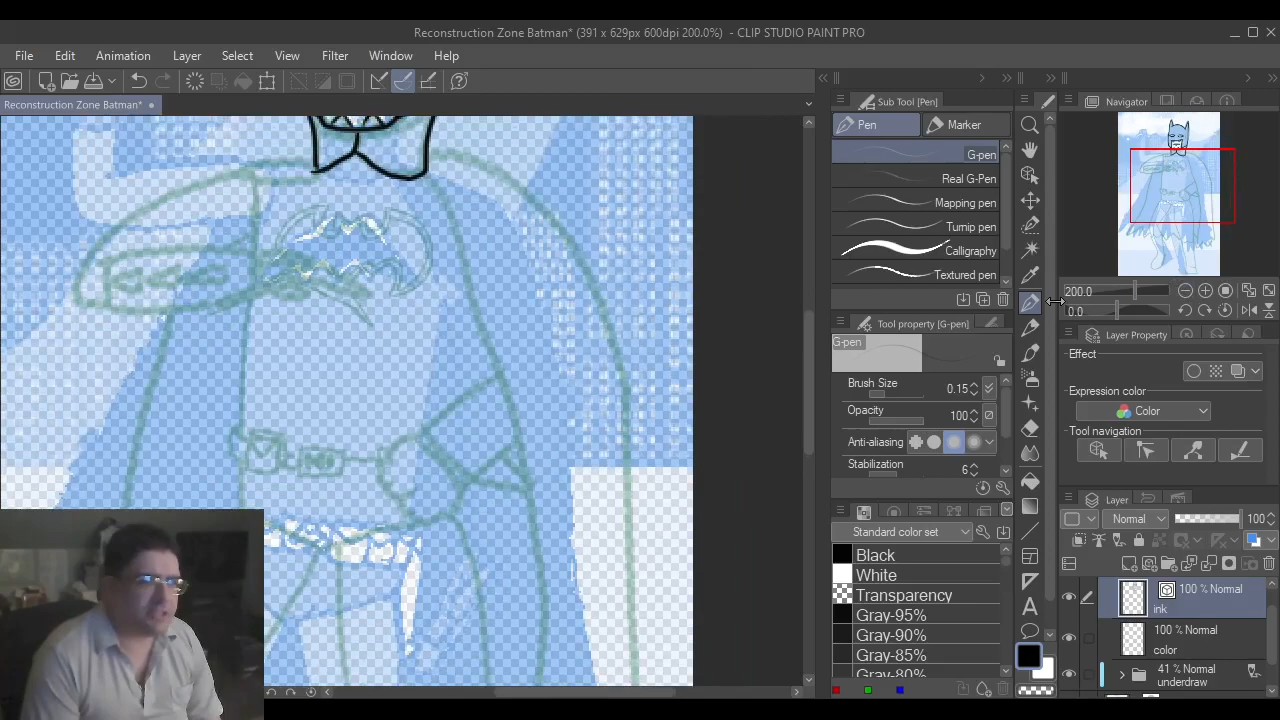 Reconstruction Zone Batman* (391 x 629px 600dpi 200.0%)  - CLIP STUDIO PAINT PRO
File Edit Animation Layer Select View Filter Window Help
Reconstruction Zone Batman*
Sub Tool [Pen]
Pen Marker
G-pen
Real G-Pen
Mapping pen
Turnip pen
Calligraphy
Textured pen
Tool property [G-pen]
G-pen
Brush Size 0.15
Opacity 100
Anti-aliasing
Stabilization 6
Standard color set
Black
White
Transparency
Gray-95%
Gray-90%
Gray-85%
Gray-80%
Navigator
200.0
0.0
Layer Property
Effect
Expression color
Color
Tool navigation
Layer
Normal 100
100 % Normal
ink
100 % Normal
color
41 % Normal
underdraw